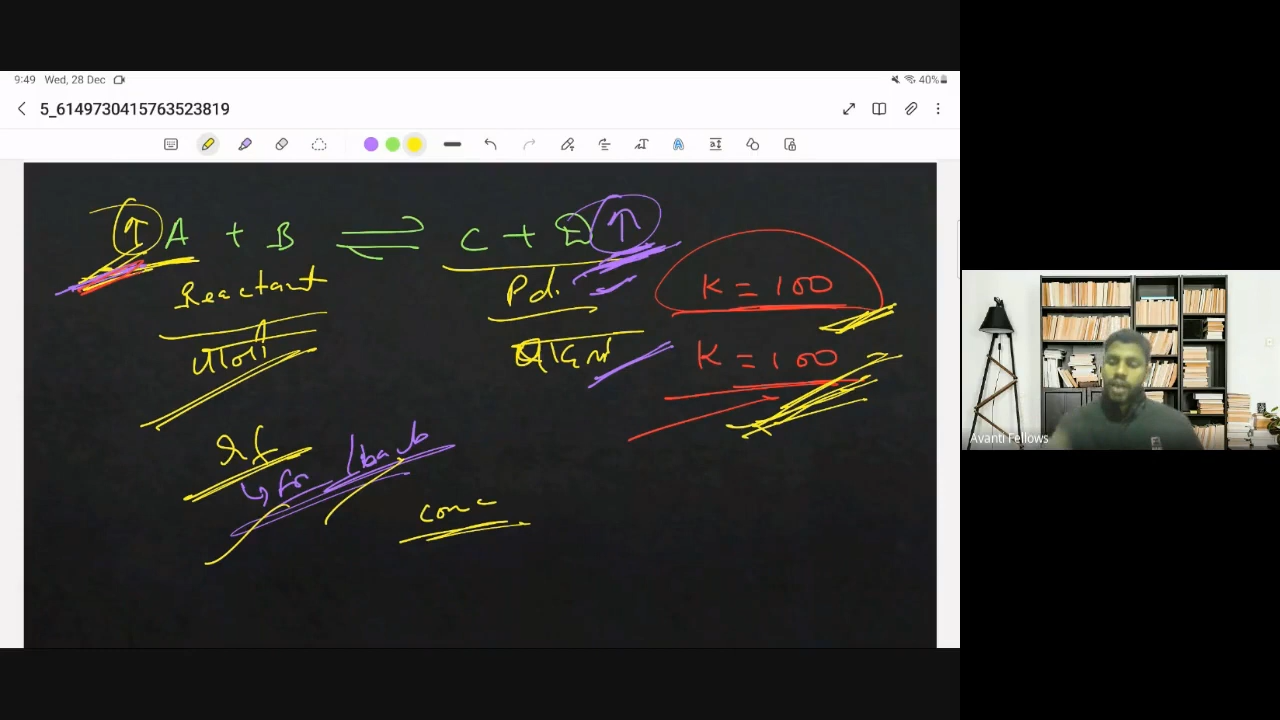 9:49 Wed, 28 Dec 40%
5_6149730415763523819
↑ A + B ⇌ C + D ↑
Reactant Pd.
K = 100
K = 100
conc
Avanti Fellows